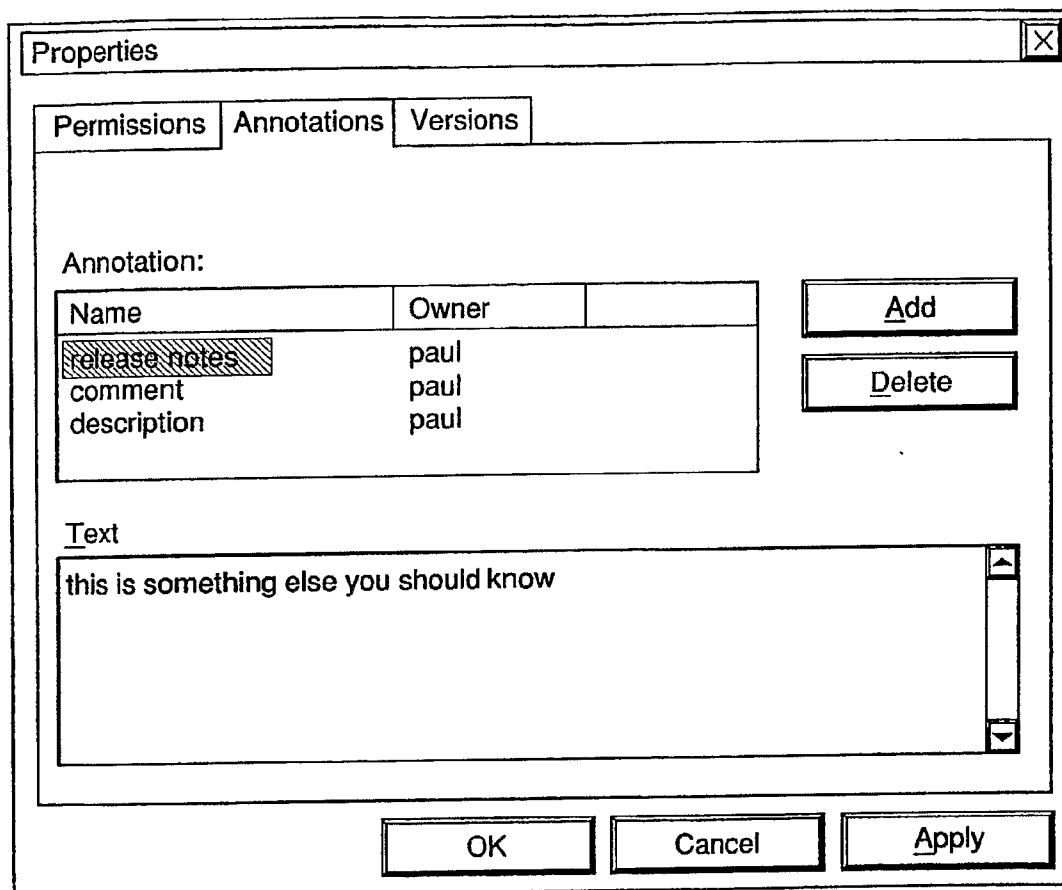 Properties
Permissions Annotations Versions
Annotation:
Name Owner
Add
release notes paul
comment paul
Delete
description paul
Text
this is something else you should know
OK Cancel Apply